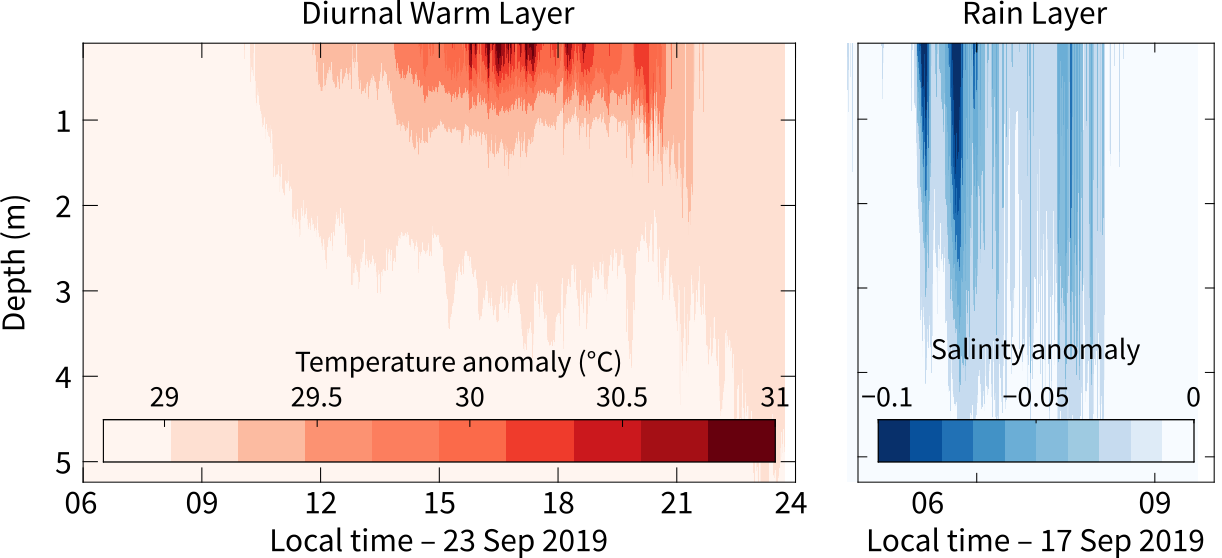 Diurnal Warm Layer
Rain Layer
Depth (m)
1
2
3
4
5
Temperature anomaly (°C)
29 29.5 30 30.5 31
Salinity anomaly
−0.1 −0.05 0
06 09 12 15 18 21 24
06 09
Local time – 23 Sep 2019
Local time – 17 Sep 2019